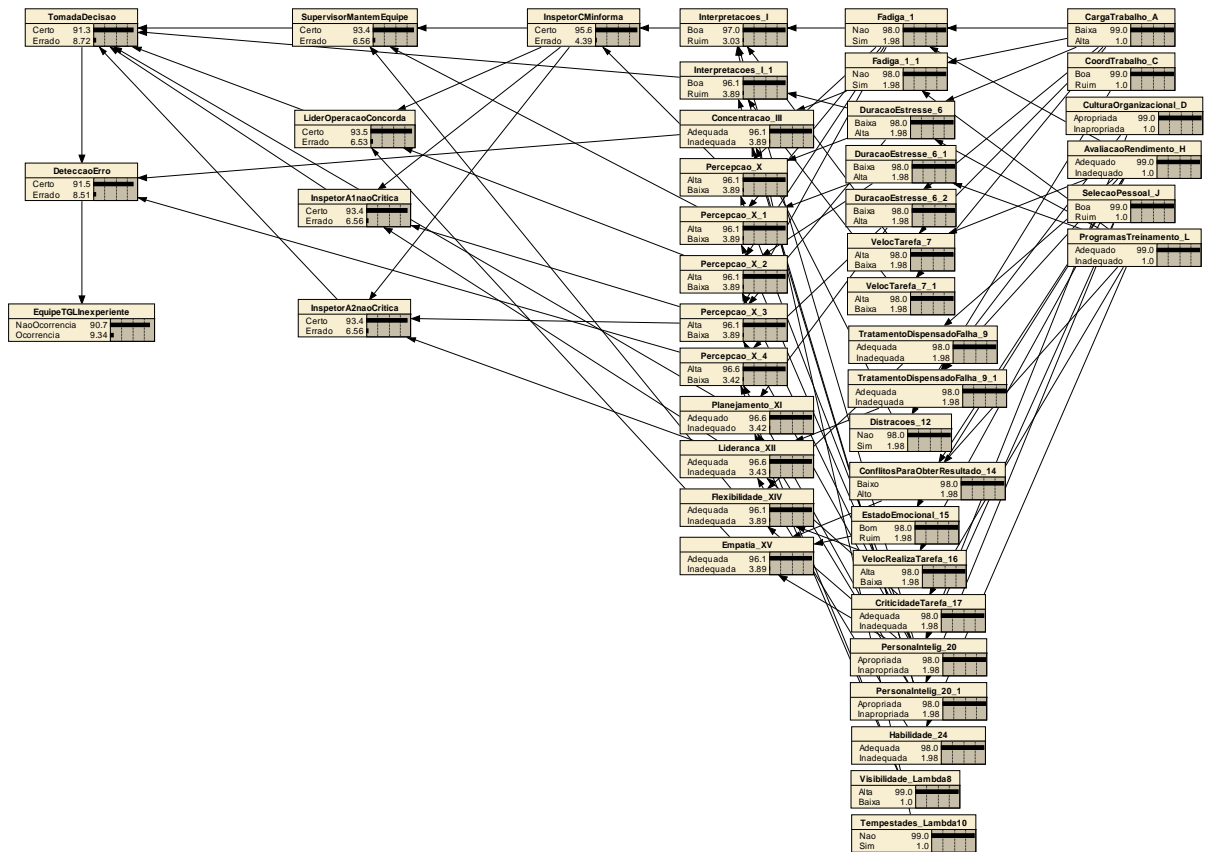 TomadaDecisao
Certo 91.3
Errado 8.72
DeteccaoErro
Certo 91.5
Errado 8.51
EquipeTGLInexperiente
NaoOcorrencia 90.7
Ocorrencia 9.34
SupervisorMantemEquipe
Certo 93.4
Errado 6.56
LiderOperacaoConcorda
Certo 93.5
Errado 6.53
InspetorA1naoCritica
Certo 93.4
Errado 6.56
InspetorA2naoCritica
Certo 93.4
Errado 6.56
InspetorCMinforma
Certo 95.6
Errado 4.39
Interpretacoes_I
Boa 97.0
Ruim 3.03
Interpretacoes_I_1
Boa 96.1
Ruim 3.89
Concentracao_III
Adequada 96.1
Inadequada 3.89
Percepcao_X
Alta 96.1
Baixa 3.89
Percepcao_X_1
Alta 96.1
Baixa 3.89
Percepcao_X_2
Alta 96.1
Baixa 3.89
Percepcao_X_3
Alta 96.1
Baixa 3.89
Percepcao_X_4
Alta 96.6
Baixa 3.42
Planejamento_XI
Adequado 96.6
Inadequado 3.42
Lideranca_XII
Adequada 96.6
Inadequada 3.43
Flexibilidade_XIV
Adequada 96.1
Inadequada 3.89
Empatia_XV
Adequada 96.1
Inadequada 3.89
Fadiga_1
Nao 98.0
Sim 1.98
Fadiga_1_1
Nao 98.0
Sim 1.98
DuracaoEstresse_6
Baixa 98.0
Alta 1.98
DuracaoEstresse_6_1
Baixa 98.0
Alta 1.98
DuracaoEstresse_6_2
Baixa 98.0
Alta 1.98
VelocTarefa_7
Alta 98.0
Baixa 1.98
VelocTarefa_7_1
Alta 98.0
Baixa 1.98
TratamentoDispensadoFalha_9
Adequada 98.0
Inadequada 1.98
TratamentoDispensadoFalha_9_1
Adequada 98.0
Inadequada 1.98
Distracoes_12
Nao 98.0
Sim 1.98
ConflitosParaObterResultado_14
Baixo 98.0
Alto 1.98
EstadoEmocional_15
Bom 98.0
Ruim 1.98
VelocRealizaTarefa_16
Alta 98.0
Baixa 1.98
CriticidadeTarefa_17
Adequada 98.0
Inadequada 1.98
PersonaIntelig_20
Apropriada 98.0
Inapropriada 1.98
PersonaIntelig_20_1
Apropriada 98.0
Inapropriada 1.98
Habilidade_24
Adequada 98.0
Inadequada 1.98
Visibilidade_Lambda8
Alta 99.0
Baixa 1.0
Tempestades_Lambda10
Nao 99.0
Sim 1.0
CargaTrabalho_A
Baixa 99.0
Alta 1.0
CoordTrabalho_C
Boa 99.0
Ruim 1.0
CulturaOrganizacional_D
Apropriada 99.0
Inapropriada 1.0
AvaliacaoRendimento_H
Adequado 99.0
Inadequado 1.0
SelecaoPessoal_J
Boa 99.0
Ruim 1.0
ProgramasTreinamento_L
Adequado 99.0
Inadequado 1.0